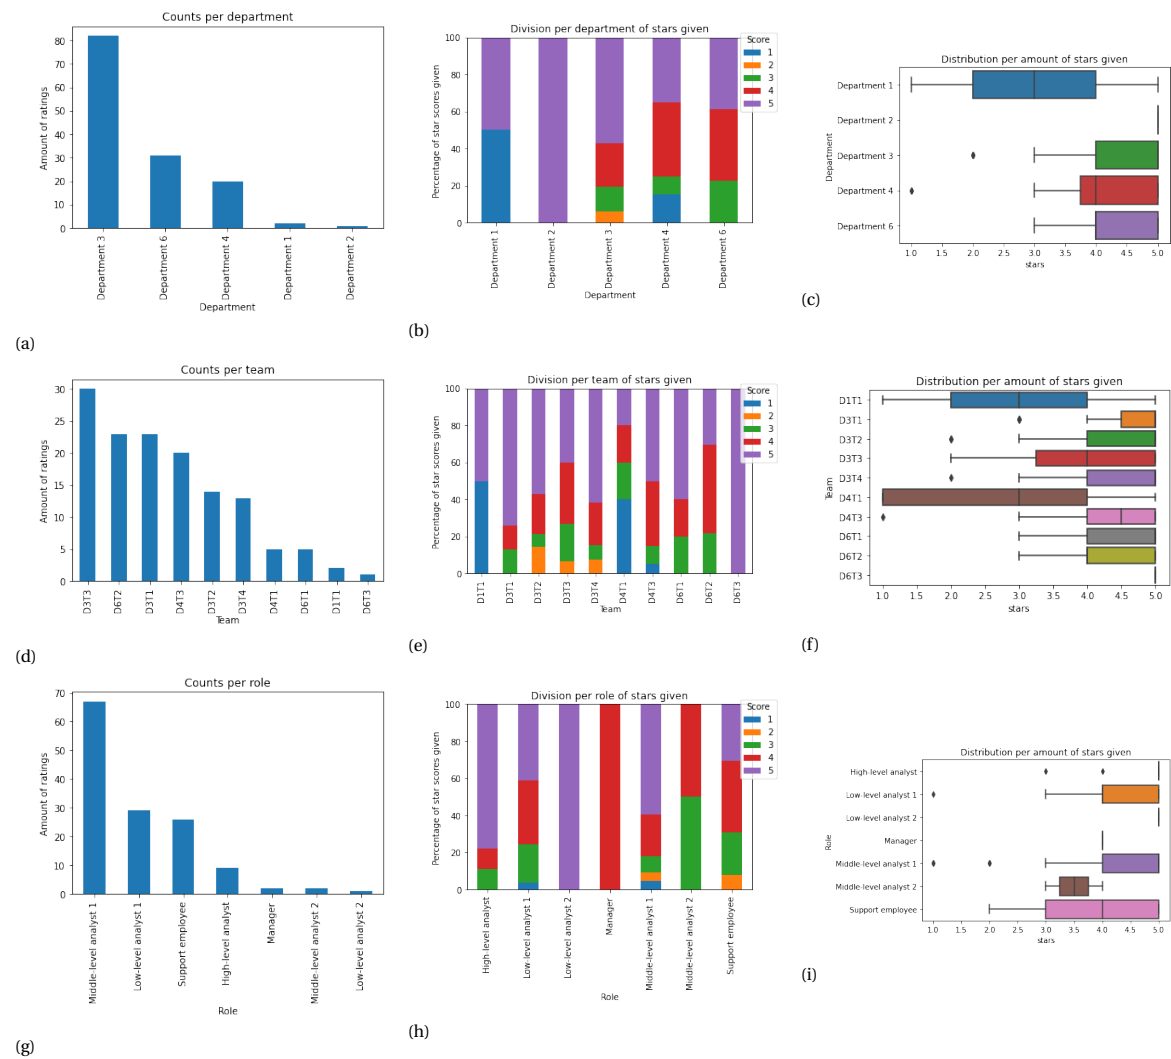 Counts per department
Amount of ratings
80
70
60
50
40
30
20
10
0
Department 3
Department 6
Department 4
Department 1
Department 2
Department
(a)
Division per department of stars given
Percentage of star scores given
100
80
60
40
20
0
Score
1
2
3
4
5
Department 1
Department 2
Department 3
Department 4
Department 6
Department
(b)
Distribution per amount of stars given
Department
Department 1
Department 2
Department 3
Department 4
Department 6
1.0 1.5 2.0 2.5 3.0 3.5 4.0 4.5 5.0
stars
(c)
Counts per team
Amount of ratings
30
25
20
15
10
5
0
D3T3
D6T2
D3T1
D4T3
D3T2
D3T4
D4T1
D6T1
D1T1
D6T3
Team
(d)
Division per team of stars given
Percentage of star scores given
100
80
60
40
20
0
Score
1
2
3
4
5
D1T1
D3T1
D3T2
D3T3
D3T4
D4T1
D4T3
D6T1
D6T2
D6T3
Team
(e)
Distribution per amount of stars given
Team
D1T1
D3T1
D3T2
D3T3
D3T4
D4T1
D4T3
D6T1
D6T2
D6T3
1.0 1.5 2.0 2.5 3.0 3.5 4.0 4.5 5.0
stars
(f)
Counts per role
Amount of ratings
70
60
50
40
30
20
10
0
Middle-level analyst 1
Low-level analyst 1
Support employee
High-level analyst
Manager
Middle-level analyst 2
Low-level analyst 2
Role
(g)
Division per role of stars given
Percentage of star scores given
100
80
60
40
20
0
Score
1
2
3
4
5
High-level analyst
Low-level analyst 1
Low-level analyst 2
Manager
Middle-level analyst 1
Middle-level analyst 2
Support employee
Role
(h)
Distribution per amount of stars given
Role
High-level analyst
Low-level analyst 1
Low-level analyst 2
Manager
Middle-level analyst 1
Middle-level analyst 2
Support employee
1.0 1.5 2.0 2.5 3.0 3.5 4.0 4.5 5.0
stars
(i)